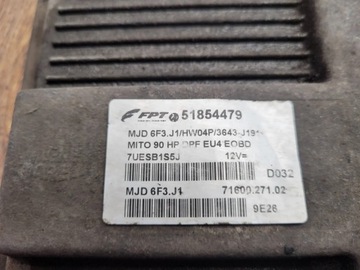 FPT 51854479
MJD 6F3.J1/HW04P/3643-J191
MITO 90 HP DPF EU4 EOBD
7UESB1S5J 12V=
D032
MJD 6F3.J1 71600.271.02
9E26